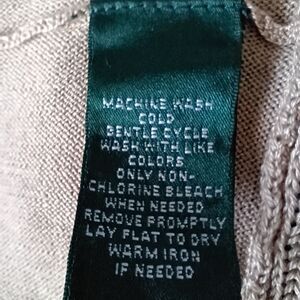 MACHINE WASH
COLD
GENTLE CYCLE
WASH WITH LIKE
COLORS
ONLY NON-
CHLORINE BLEACH
WHEN NEEDED
REMOVE PROMPTLY
LAY FLAT TO DRY
WARM IRON
IF NEEDED